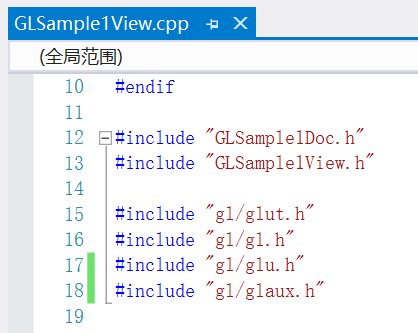 GLSample1View.cpp
(全局范围)
10 #endif
11
12 #include "GLSample1Doc.h"
13 #include "GLSample1View.h"
14
15 #include "gl/glut.h"
16 #include "gl/gl.h"
17 #include "gl/glu.h"
18 #include "gl/glaux.h"
19